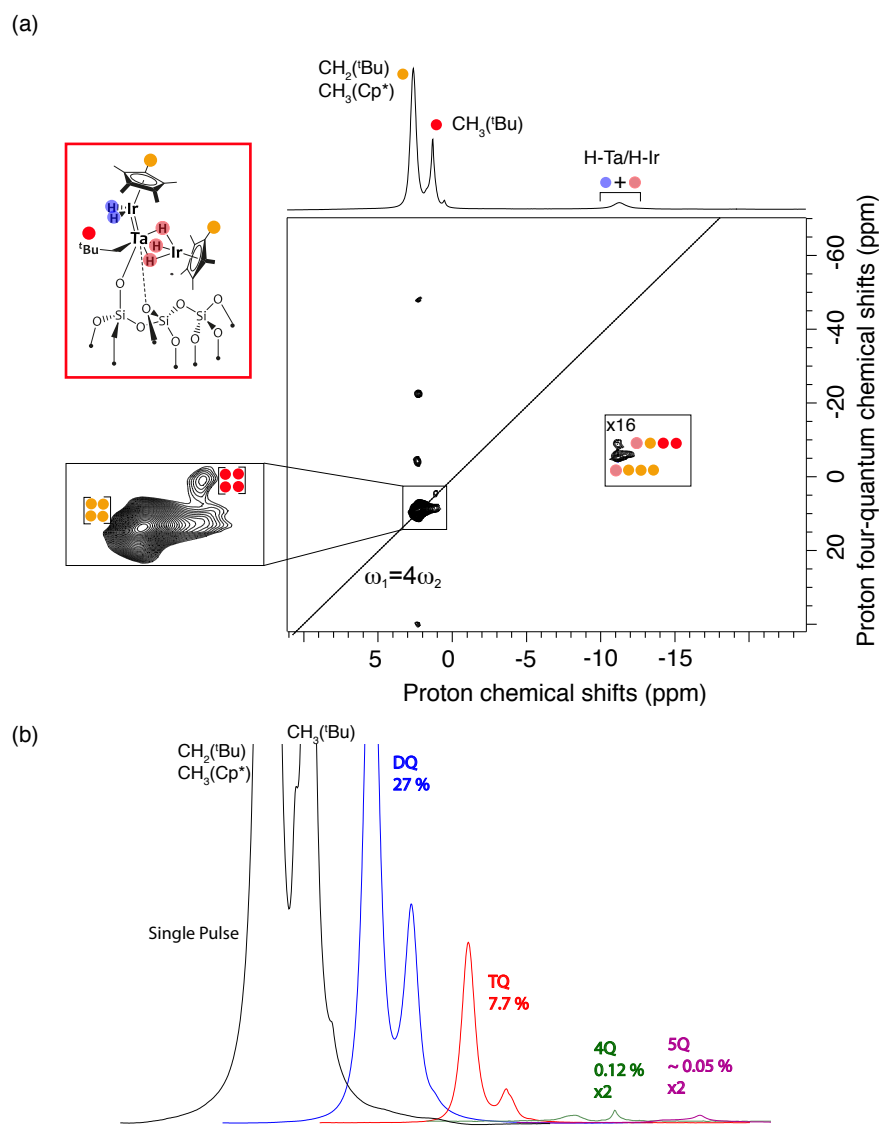 (a)
CH₂(ᵗBu)
CH₃(Cp*)
CH₃(ᵗBu)
H-Ta/H-Ir
+
H
H
Ir
Ta
H
H
H
Ir
ᵗBu
O
O
O
O
O
Si
Si
Si
O
O
O
O
-60
-40
-20
0
20
Proton four-quantum chemical shifts (ppm)
x16
ω₁=4ω₂
5
0
-5
-10
-15
Proton chemical shifts (ppm)
(b)
CH₂(ᵗBu)
CH₃(Cp*)
CH₃(ᵗBu)
Single Pulse
DQ
27 %
TQ
7.7 %
4Q
0.12 %
x2
5Q
~ 0.05 %
x2